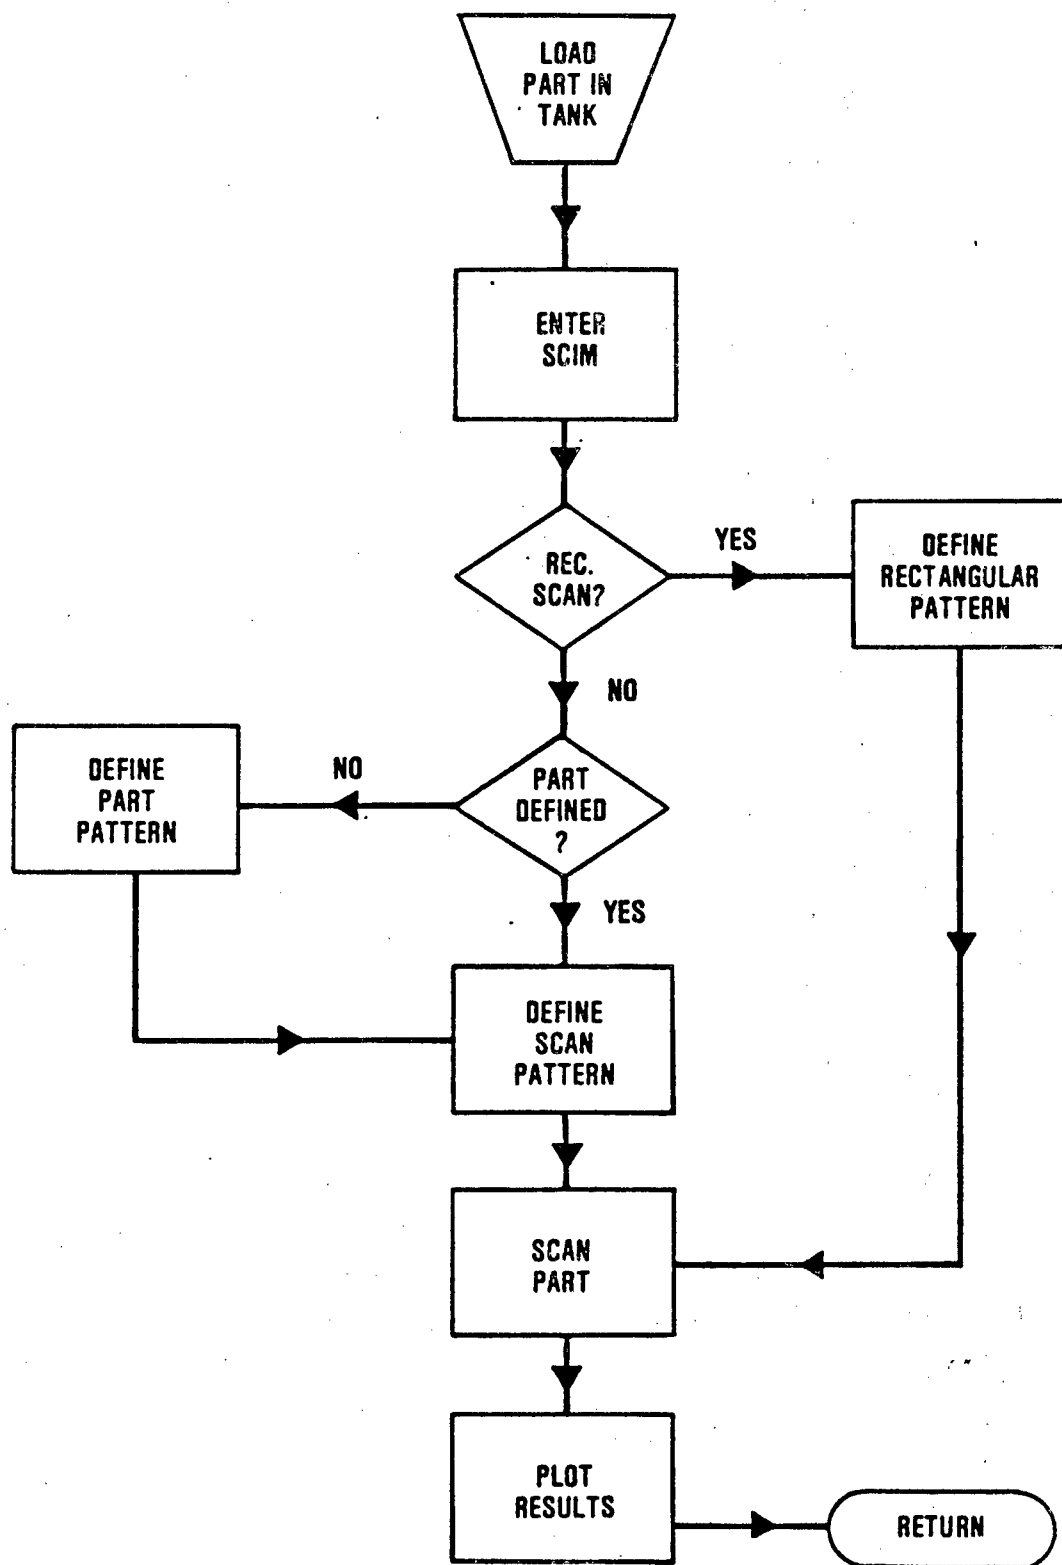 LOAD
PART IN
TANK
ENTER
SCIM
REC.
SCAN?
YES
DEFINE
RECTANGULAR
PATTERN
NO
DEFINE
PART
PATTERN
NO
PART
DEFINED
?
YES
DEFINE
SCAN
PATTERN
SCAN
PART
PLOT
RESULTS
RETURN